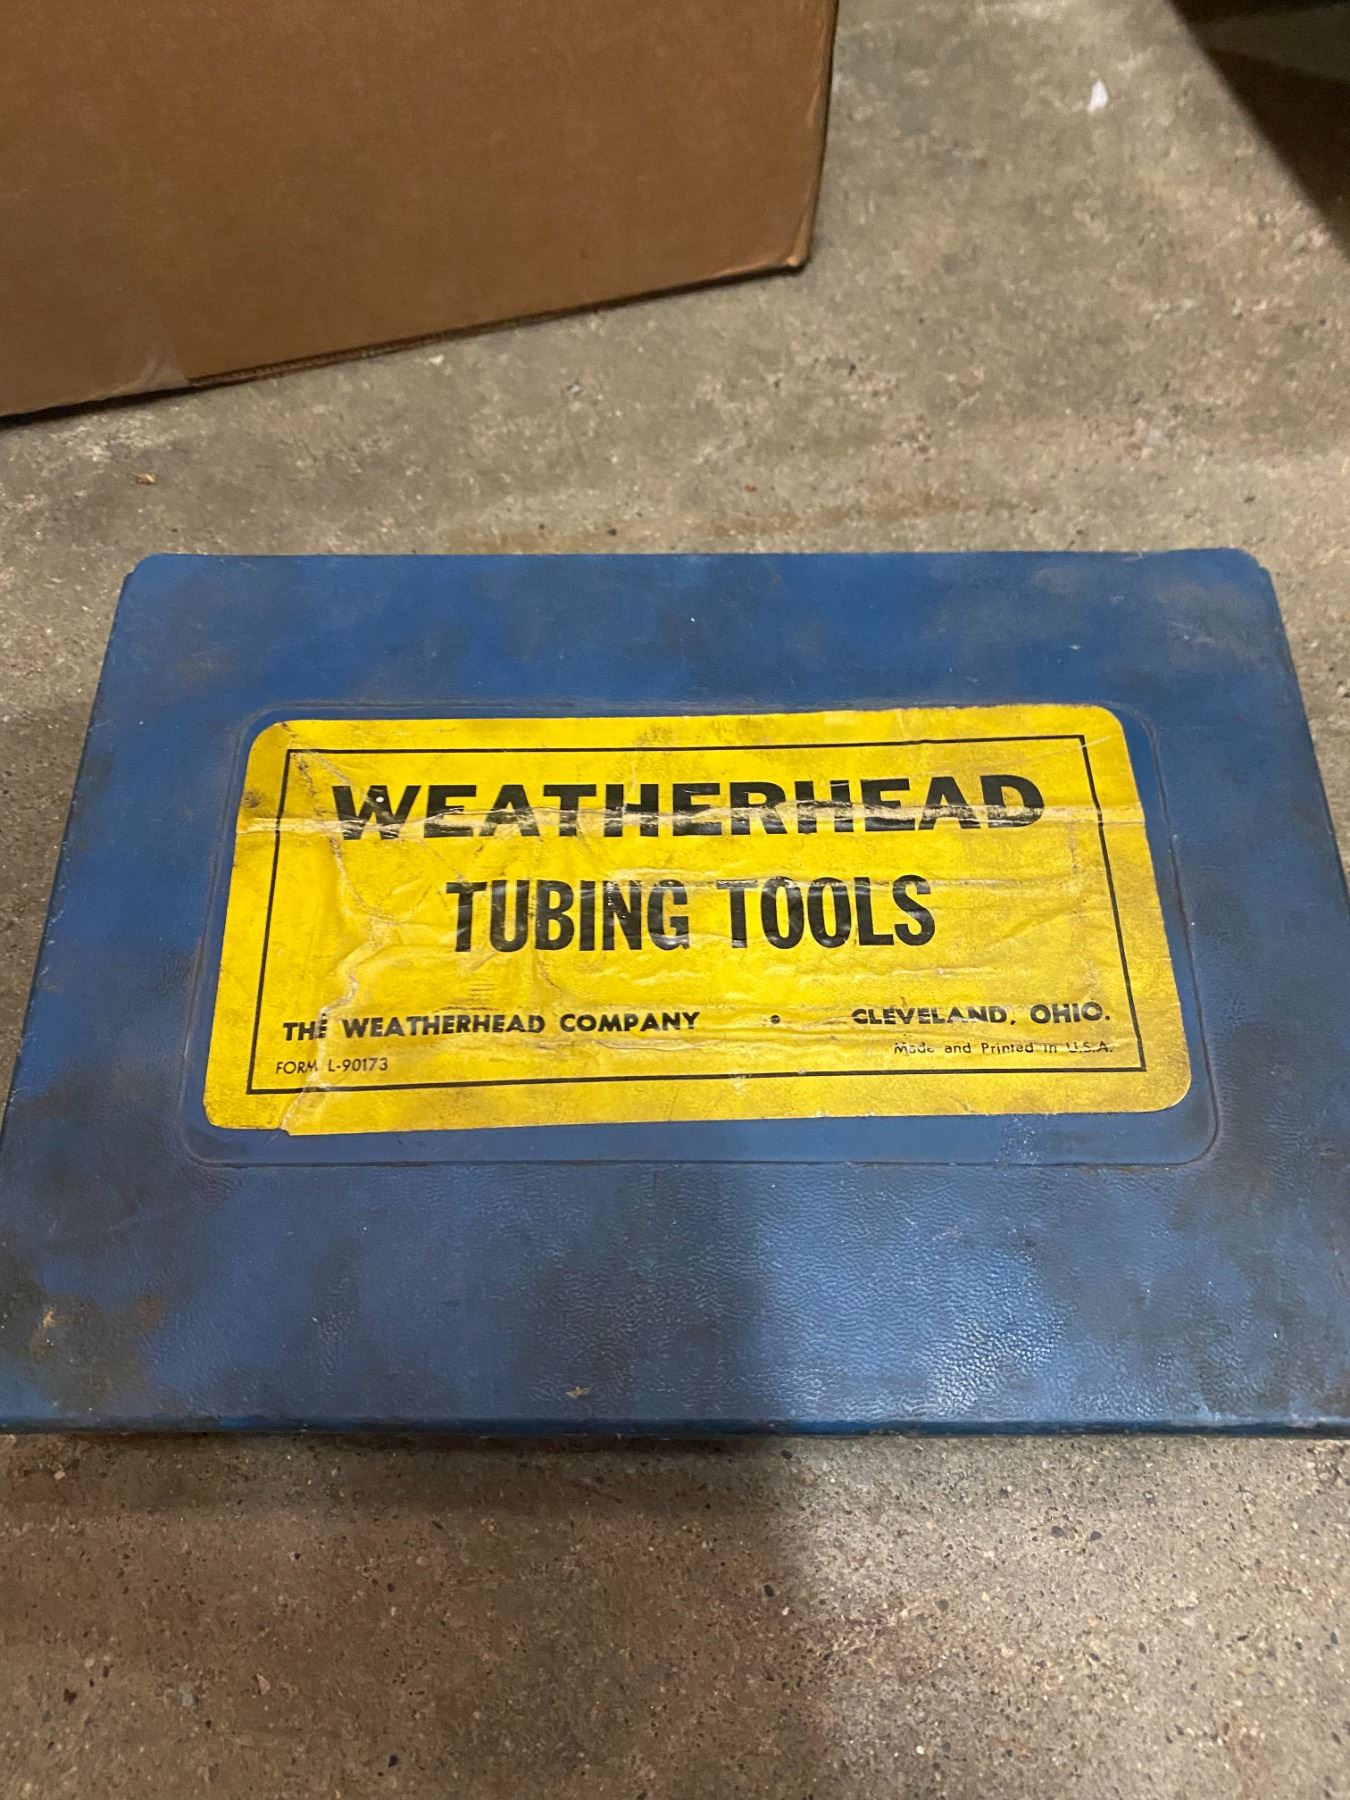 WEATHERHEAD
TUBING TOOLS
THE WEATHERHEAD COMPANY • CLEVELAND, OHIO.
FORM L-90173 Made and Printed in U.S.A.